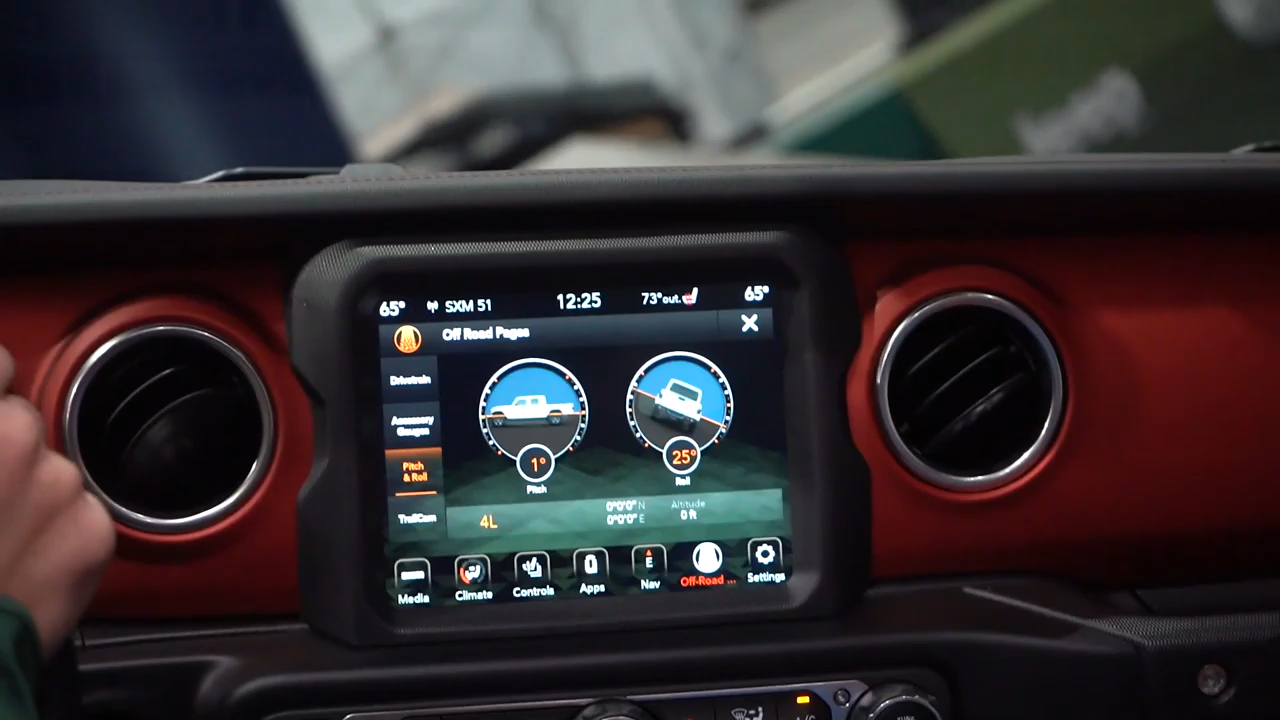 65° SXM 51 12:25 73°out. 65°
Off Road Pages
Drivetrain
Accessory
Gauges
Pitch
& Roll
TrailCam
1°
Pitch
25°
Roll
4L
0°0'0" N
0°0'0" E
Altitude
0 ft
Media
Climate
Controls
Apps
E
Nav
Off-Road ...
Settings
A/C